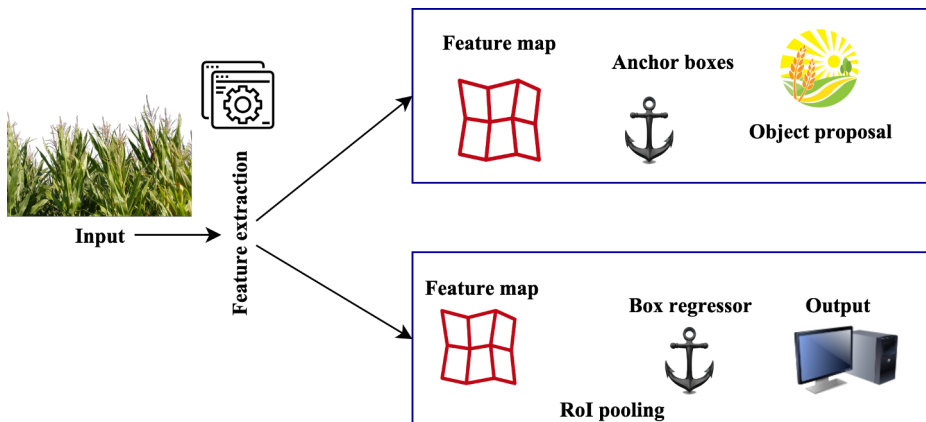 Feature map
Anchor boxes
Object proposal
Input
Feature extraction
Feature map
Box regressor
Output
RoI pooling